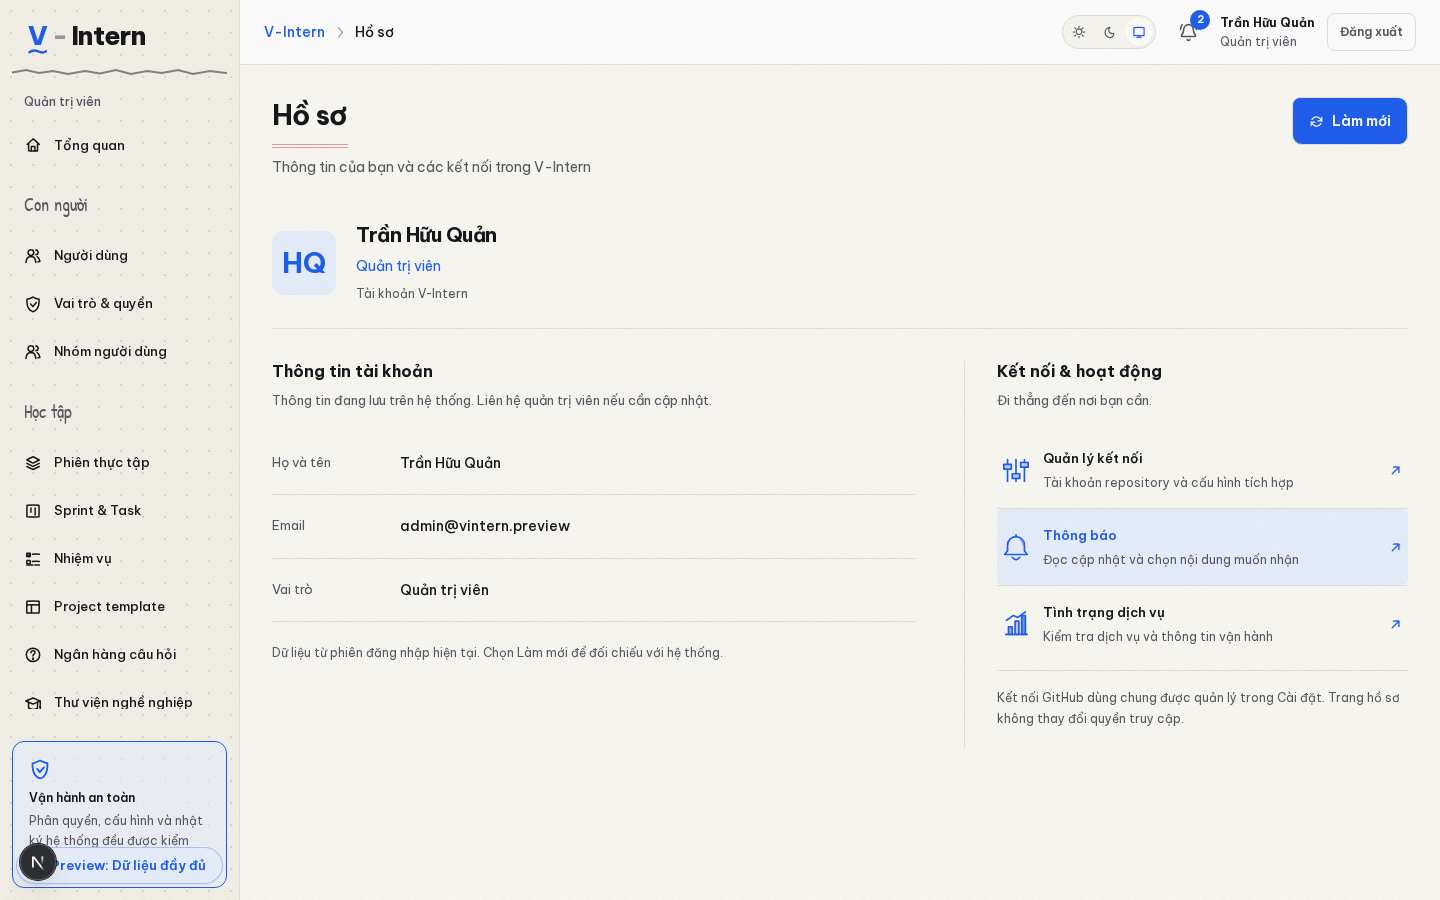 V - Intern
Quản trị viên
Tổng quan
Con người
Người dùng
Vai trò & quyền
Nhóm người dùng
Học tập
Phiên thực tập
Sprint & Task
Nhiệm vụ
Project template
Ngân hàng câu hỏi
Thư viện nghề nghiệp
Vận hành an toàn
Phân quyền, cấu hình và nhật
ký hệ thống đều được kiểm
N
Preview: Dữ liệu đầy đủ
V-Intern > Hồ sơ
2
Trần Hữu Quản
Quản trị viên
Đăng xuất
Hồ sơ
Làm mới
Thông tin của bạn và các kết nối trong V-Intern
HQ
Trần Hữu Quản
Quản trị viên
Tài khoản V-Intern
Thông tin tài khoản
Thông tin đang lưu trên hệ thống. Liên hệ quản trị viên nếu cần cập nhật.
Họ và tên Trần Hữu Quản
Email admin@vintern.preview
Vai trò Quản trị viên
Dữ liệu từ phiên đăng nhập hiện tại. Chọn Làm mới để đối chiếu với hệ thống.
Kết nối & hoạt động
Đi thẳng đến nơi bạn cần.
Quản lý kết nối
Tài khoản repository và cấu hình tích hợp
Thông báo
Đọc cập nhật và chọn nội dung muốn nhận
Tình trạng dịch vụ
Kiểm tra dịch vụ và thông tin vận hành
Kết nối GitHub dùng chung được quản lý trong Cài đặt. Trang hồ sơ
không thay đổi quyền truy cập.